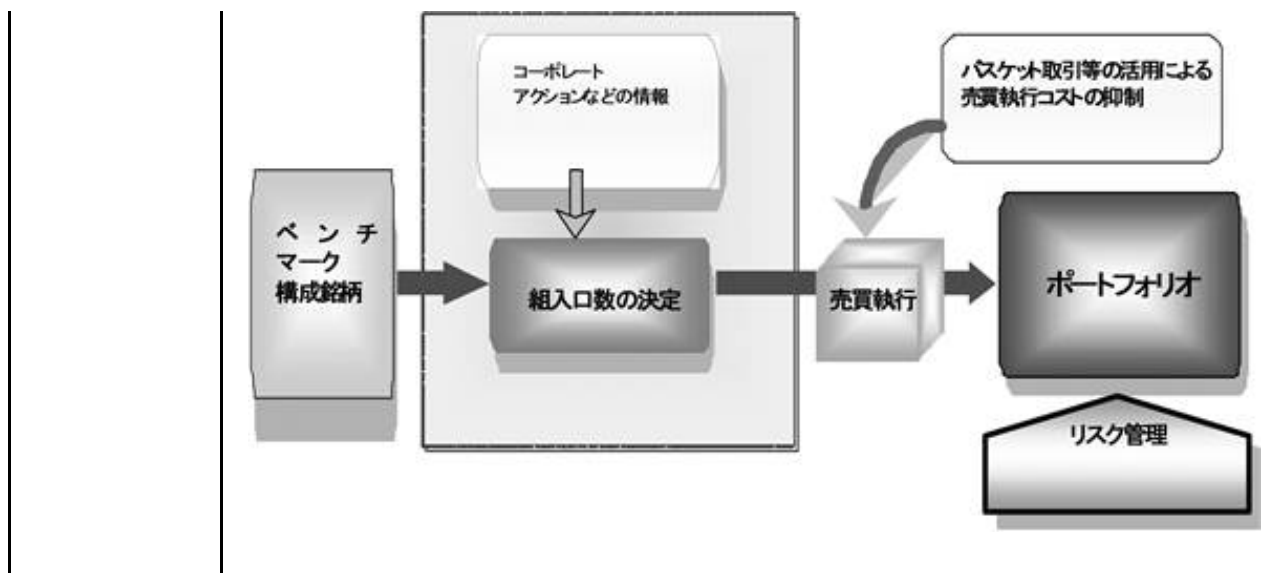 コーポレート
アクションなどの情報
バスケット取引等の活用による
売買執行コストの抑制
ベンチ
マーク
構成銘柄
組入口数の決定
売買執行
ポートフォリオ
リスク管理